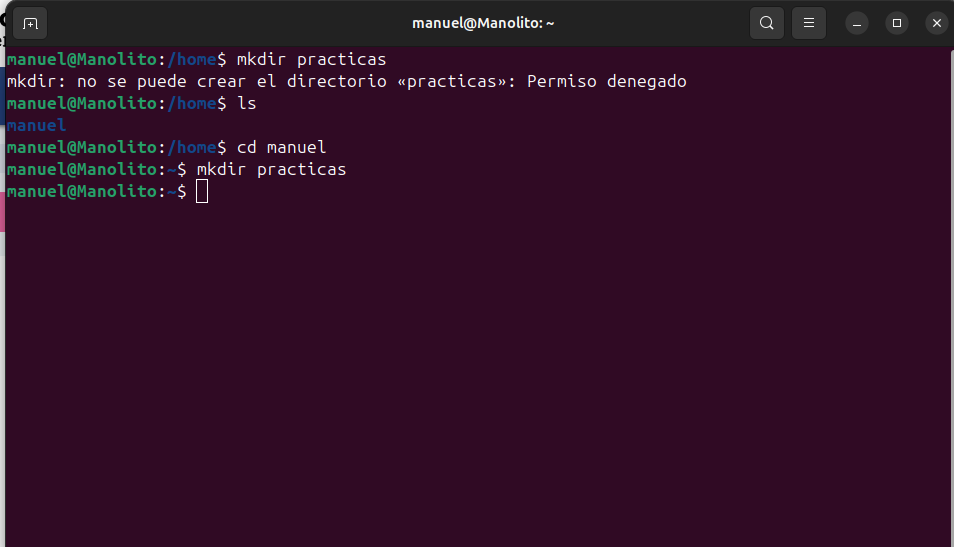 manuel@Manolito: ~
manuel@Manolito:/home$ mkdir practicas
mkdir: no se puede crear el directorio «practicas»: Permiso denegado
manuel@Manolito:/home$ ls
manuel
manuel@Manolito:/home$ cd manuel
manuel@Manolito:~$ mkdir practicas
manuel@Manolito:~$